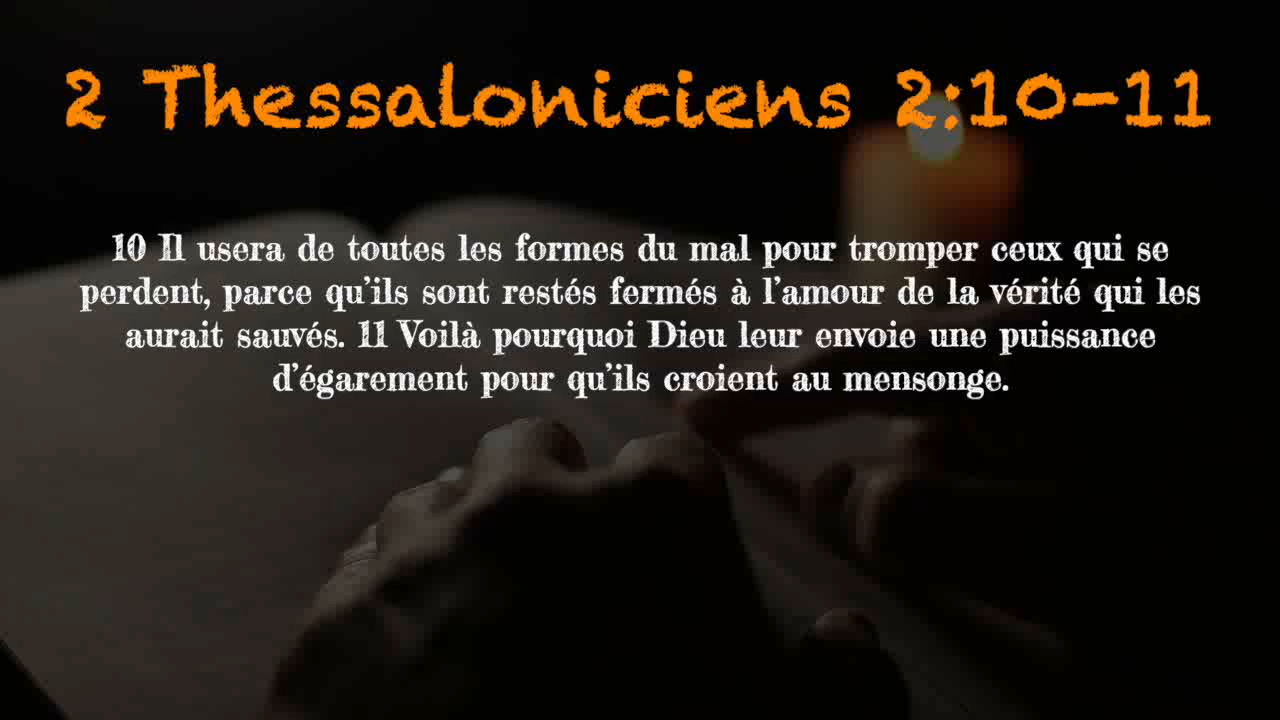 2 Thessaloniciens 2:10-11
10 Il usera de toutes les formes du mal pour tromper ceux qui se
perdent, parce qu'ils sont restés fermés à l'amour de la vérité qui les
aurait sauvés. 11 Voilà pourquoi Dieu leur envoie une puissance
d'égarement pour qu'ils croient au mensonge.